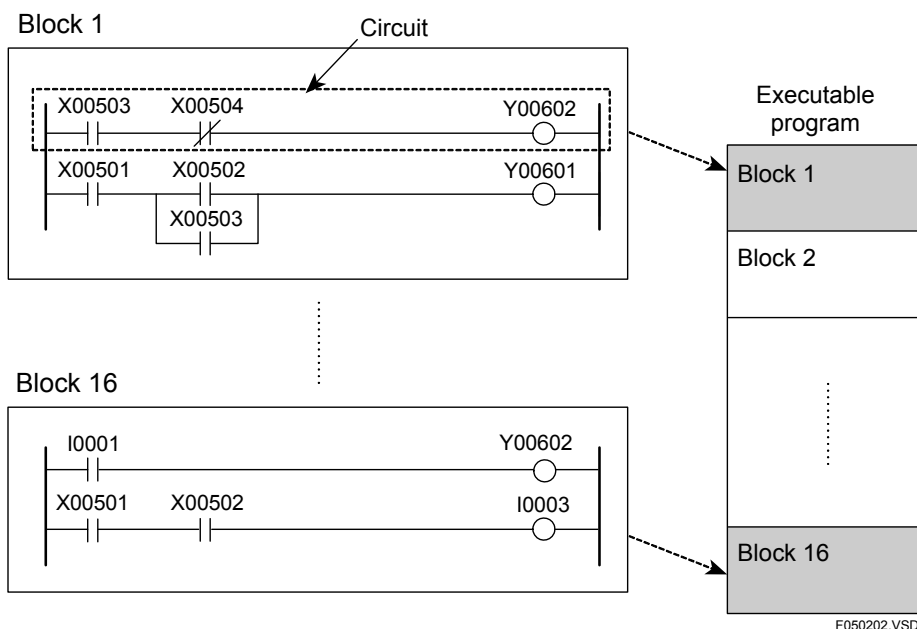 Block 1
Circuit
X00503 X00504 Y00602
X00501 X00502 Y00601
X00503
Block 16
I0001 Y00602
X00501 X00502 I0003
Executable
program
Block 1
Block 2
Block 16
F050202.VSD